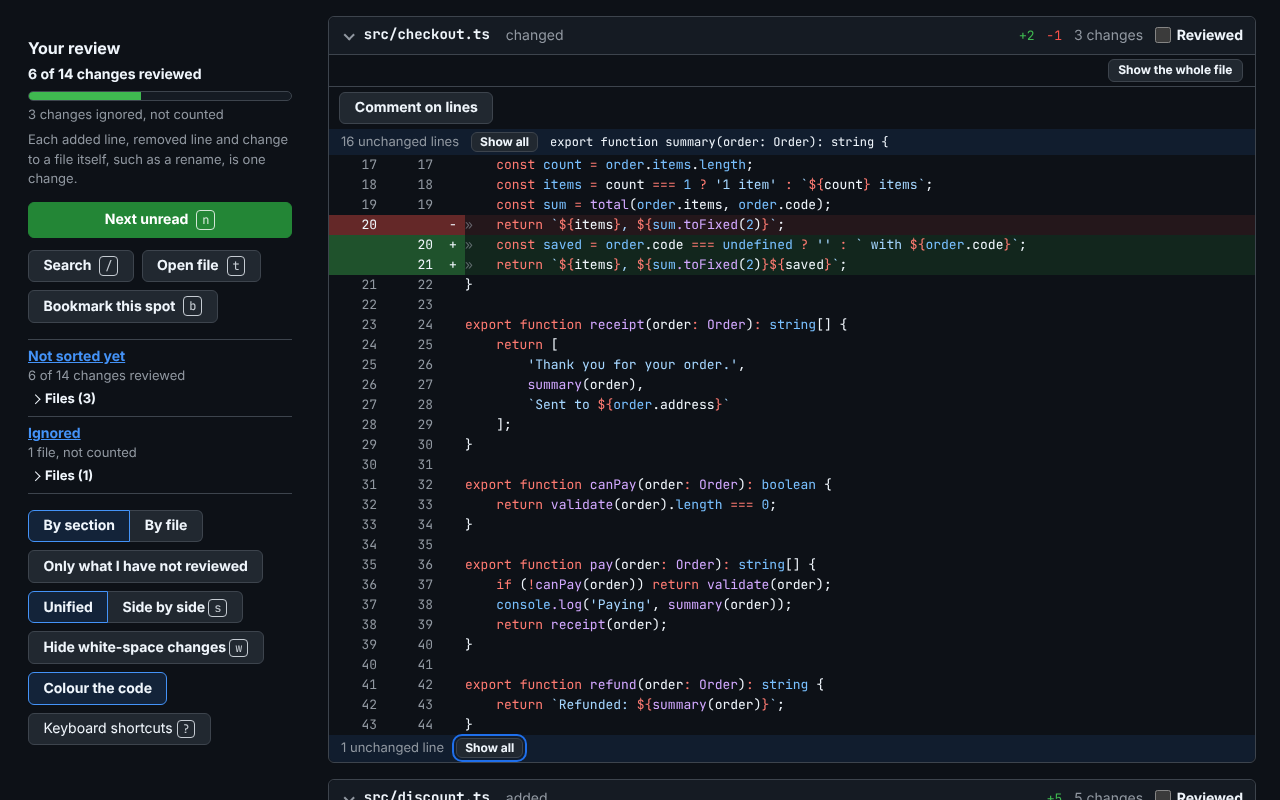 Your review
6 of 14 changes reviewed
3 changes ignored, not counted
Each added line, removed line and change
to a file itself, such as a rename, is one
change.
Next unread n
Search / Open file t
Bookmark this spot b
Not sorted yet
6 of 14 changes reviewed
Files (3)
Ignored
1 file, not counted
Files (1)
By section By file
Only what I have not reviewed
Unified Side by side s
Hide white-space changes w
Colour the code
Keyboard shortcuts ?
src/checkout.ts changed +2 -1 3 changes Reviewed
Show the whole file
Comment on lines
16 unchanged lines Show all export function summary(order: Order): string {
17 17 const count = order.items.length;
18 18 const items = count === 1 ? '1 item' : `${count} items`;
19 19 const sum = total(order.items, order.code);
20 - » return `${items}, ${sum.toFixed(2)}`;
20 + » const saved = order.code === undefined ? '' : ` with ${order.code}`;
21 + » return `${items}, ${sum.toFixed(2)}${saved}`;
21 22 }
22 23
23 24 export function receipt(order: Order): string[] {
24 25 return [
25 26 'Thank you for your order.',
26 27 summary(order),
27 28 `Sent to ${order.address}`
28 29 ];
29 30 }
30 31
31 32 export function canPay(order: Order): boolean {
32 33 return validate(order).length === 0;
33 34 }
34 35
35 36 export function pay(order: Order): string[] {
36 37 if (!canPay(order)) return validate(order);
37 38 console.log('Paying', summary(order));
38 39 return receipt(order);
39 40 }
40 41
41 42 export function refund(order: Order): string {
42 43 return `Refunded: ${summary(order)}`;
43 44 }
1 unchanged line Show all
src/discount.ts added +5 5 changes Reviewed